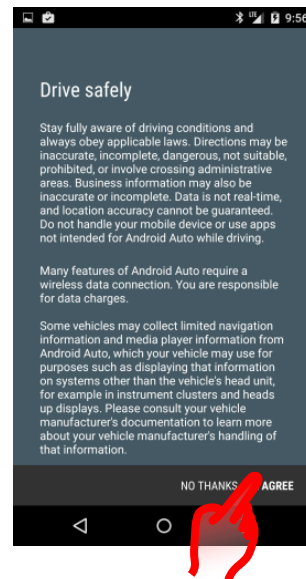 LTE 9:56
Drive safely
Stay fully aware of driving conditions and
always obey applicable laws. Directions may be
inaccurate, incomplete, dangerous, not suitable,
prohibited, or involve crossing administrative
areas. Business information may also be
inaccurate or incomplete. Data is not real-time,
and location accuracy cannot be guaranteed.
Do not handle your mobile device or use apps
not intended for Android Auto while driving.
Many features of Android Auto require a
wireless data connection. You are responsible
for data charges.
Some vehicles may collect limited navigation
information and media player information from
Android Auto, which your vehicle may use for
purposes such as displaying that information
on systems other than the vehicle's head unit,
for example in instrument clusters and heads
up displays. Please consult your vehicle
manufacturer's documentation to learn more
about your vehicle manufacturer's handling of
that information.
NO THANKS AGREE